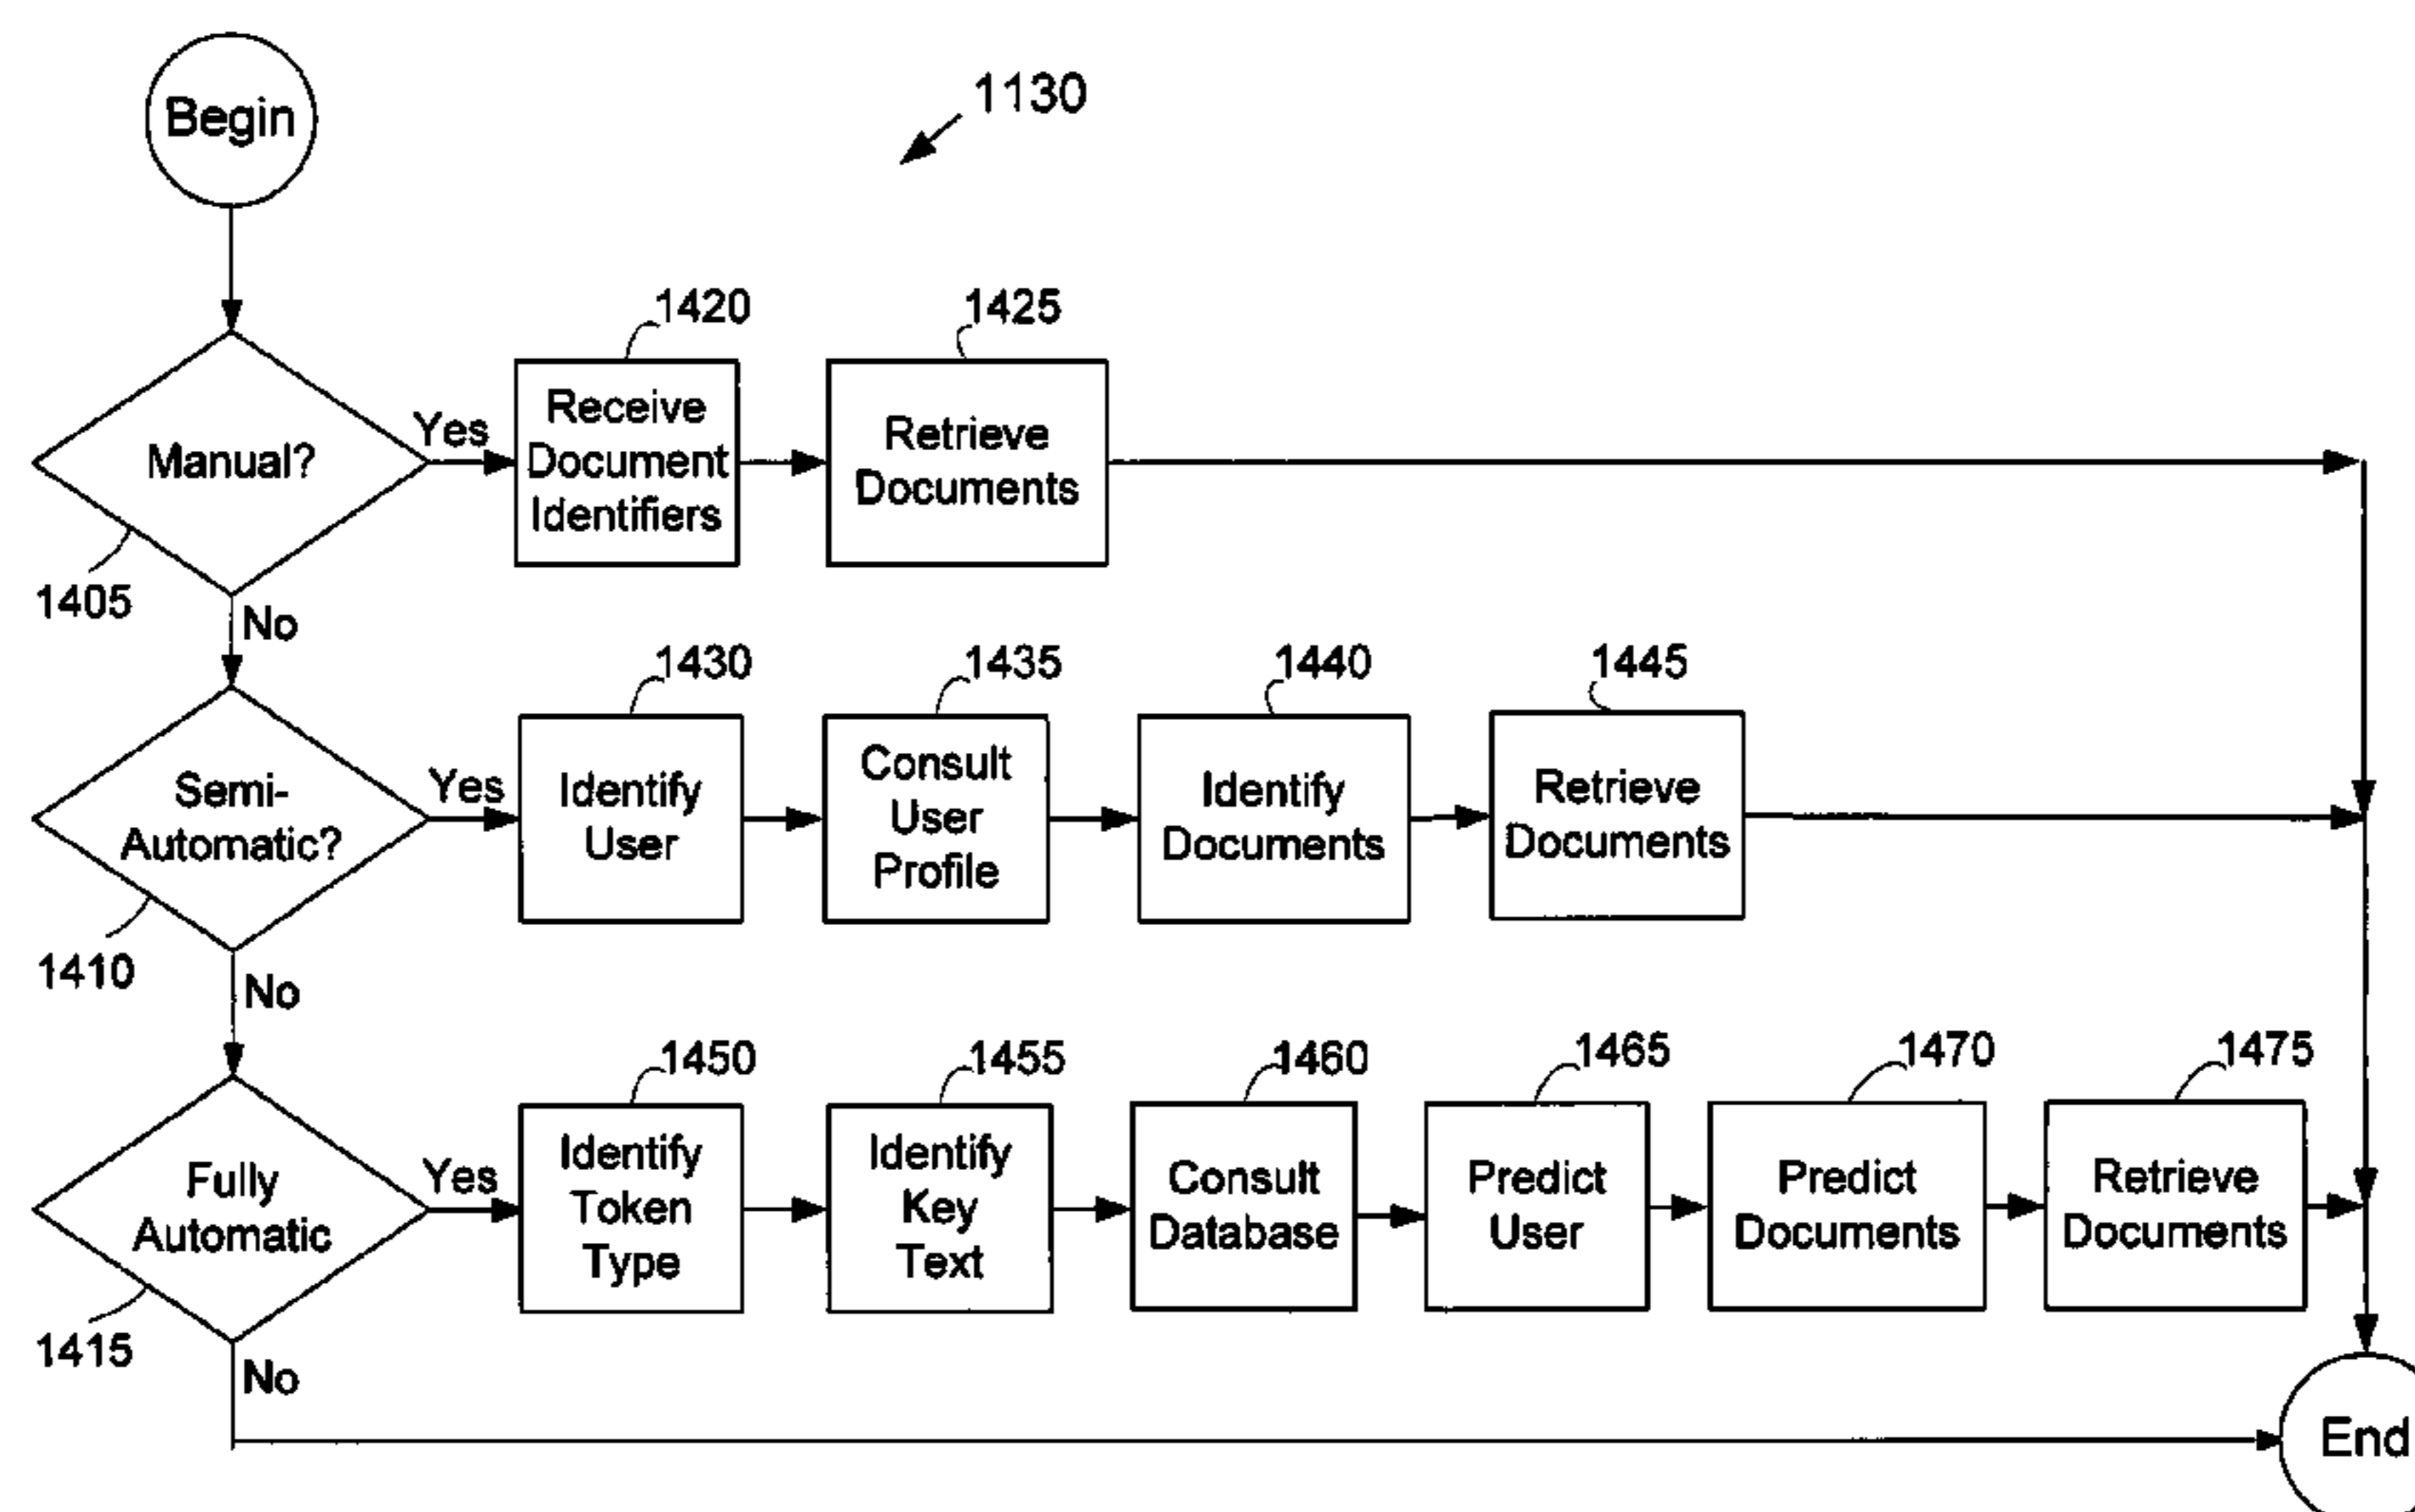 Begin
1130
1420
1425
Manual?
Yes
Receive
Document
Identifiers
Retrieve
Documents
1405
No
1430
1435
1440
1445
Semi-
Automatic?
Yes
Identify
User
Consult
User
Profile
Identify
Documents
Retrieve
Documents
1410
No
1450
1455
1460
1465
1470
1475
Fully
Automatic
Yes
Identify
Token
Type
Identify
Key
Text
Consult
Database
Predict
User
Predict
Documents
Retrieve
Documents
1415
No
End